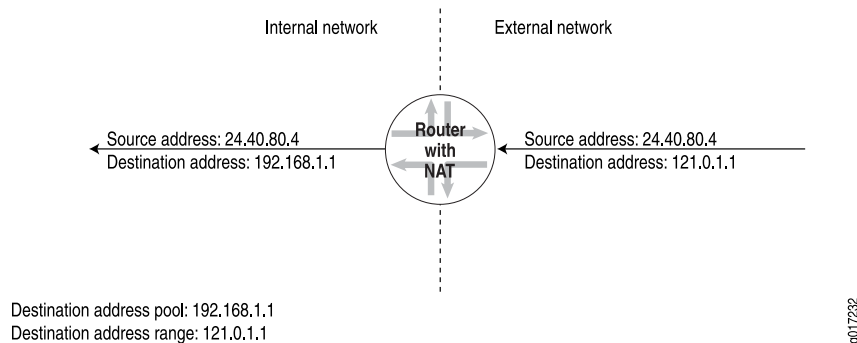 Internal network
External network
Source address: 24.40.80.4
Destination address: 192.168.1.1
Router
with
NAT
Source address: 24.40.80.4
Destination address: 121.0.1.1
Destination address pool: 192.168.1.1
Destination address range: 121.0.1.1
g017232